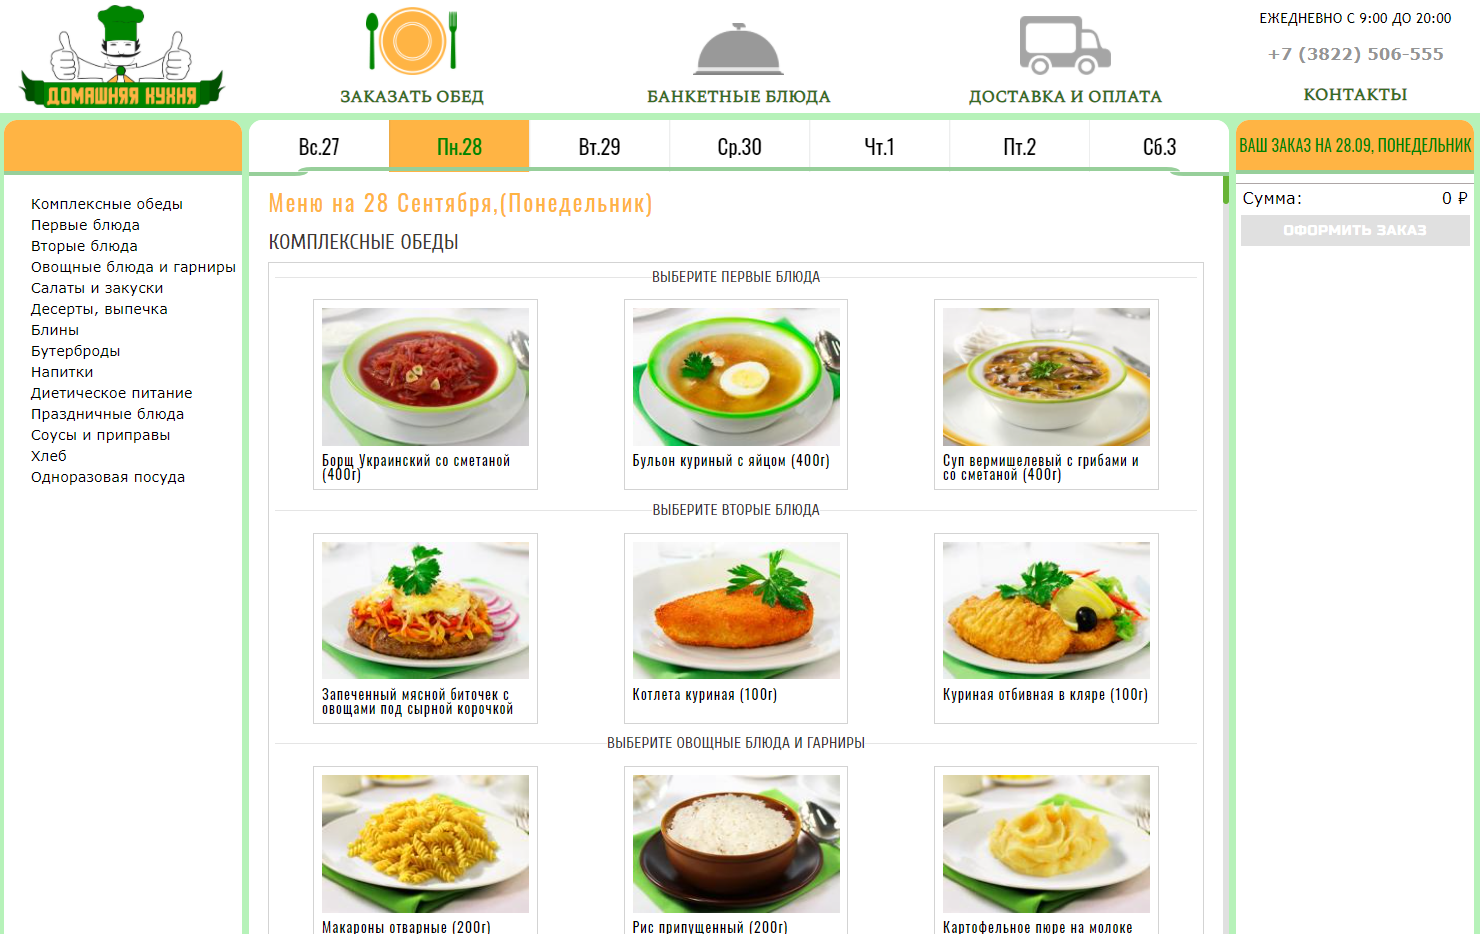 ДОМАШНЯЯ КУХНЯ
ЗАКАЗАТЬ ОБЕД
БАНКЕТНЫЕ БЛЮДА
ДОСТАВКА И ОПЛАТА
ЕЖЕДНЕВНО С 9:00 ДО 20:00
+7 (3822) 506-555
КОНТАКТЫ
Вс.27
Пн.28
Вт.29
Ср.30
Чт.1
Пт.2
Сб.3
Комплексные обеды
Первые блюда
Вторые блюда
Овощные блюда и гарниры
Салаты и закуски
Десерты, выпечка
Блины
Бутерброды
Напитки
Диетическое питание
Праздничные блюда
Соусы и приправы
Хлеб
Одноразовая посуда
Меню на 28 Сентября,(Понедельник)
КОМПЛЕКСНЫЕ ОБЕДЫ
ВЫБЕРИТЕ ПЕРВЫЕ БЛЮДА
Борщ Украинский со сметаной
(400г)
Бульон куриный с яйцом (400г)
Суп вермишелевый с грибами и
со сметаной (400г)
ВЫБЕРИТЕ ВТОРЫЕ БЛЮДА
Запеченный мясной биточек с
овощами под сырной корочкой
Котлета куриная (100г)
Куриная отбивная в кляре (100г)
ВЫБЕРИТЕ ОВОЩНЫЕ БЛЮДА И ГАРНИРЫ
Макароны отварные (200г)
Рис припущенный (200г)
Картофельное пюре на молоке
ВАШ ЗАКАЗ НА 28.09, ПОНЕДЕЛЬНИК
Сумма: 0 ₽
ОФОРМИТЬ ЗАКАЗ